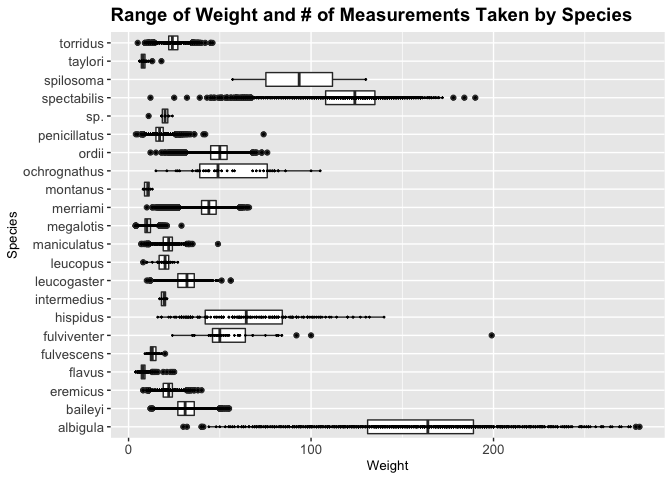 Range of Weight and # of Measurements Taken by Species
torridus
taylori
spilosoma
spectabilis
sp.
penicillatus
ordii
ochrognathus
montanus
merriami
megalotis
maniculatus
leucopus
leucogaster
intermedius
hispidus
fulviventer
fulvescens
flavus
eremicus
baileyi
albigula
Species
0 100 200
Weight